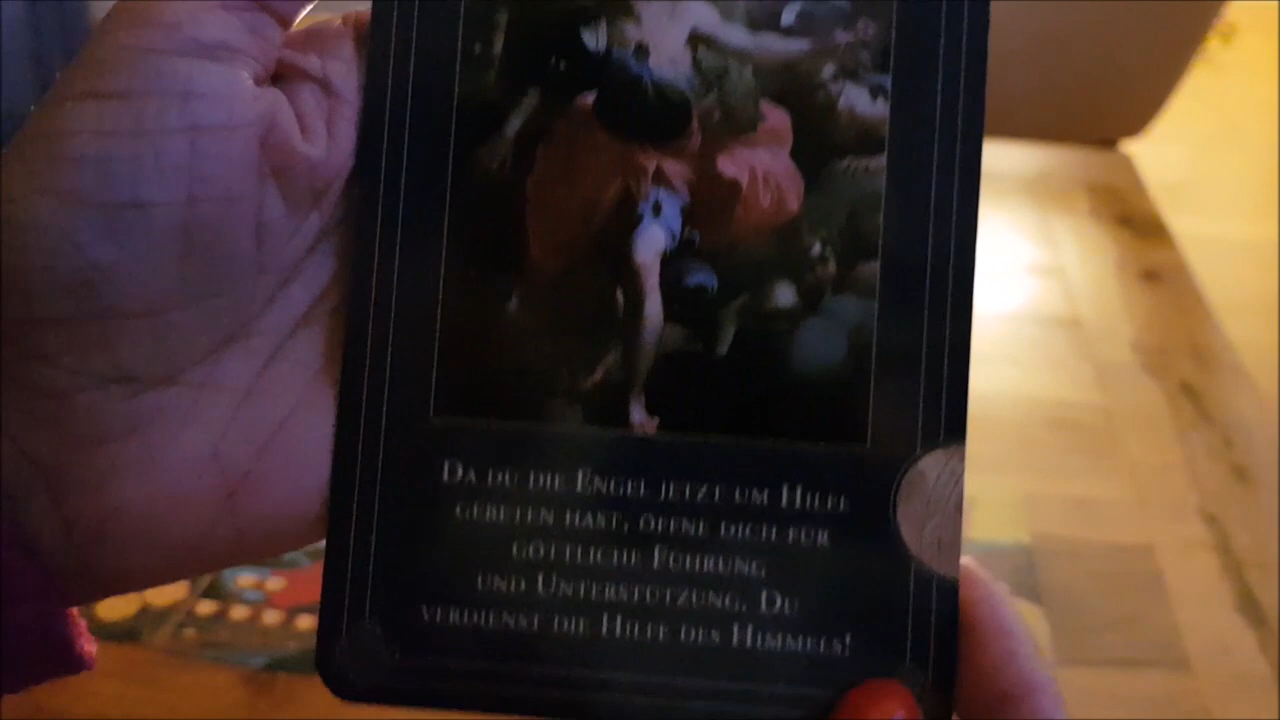 Da du die Engel jetzt um Hilfe
gebeten hast, öffne dich für
göttliche Führung
und Unterstützung. Du
verdienst die Hilfe des Himmels!